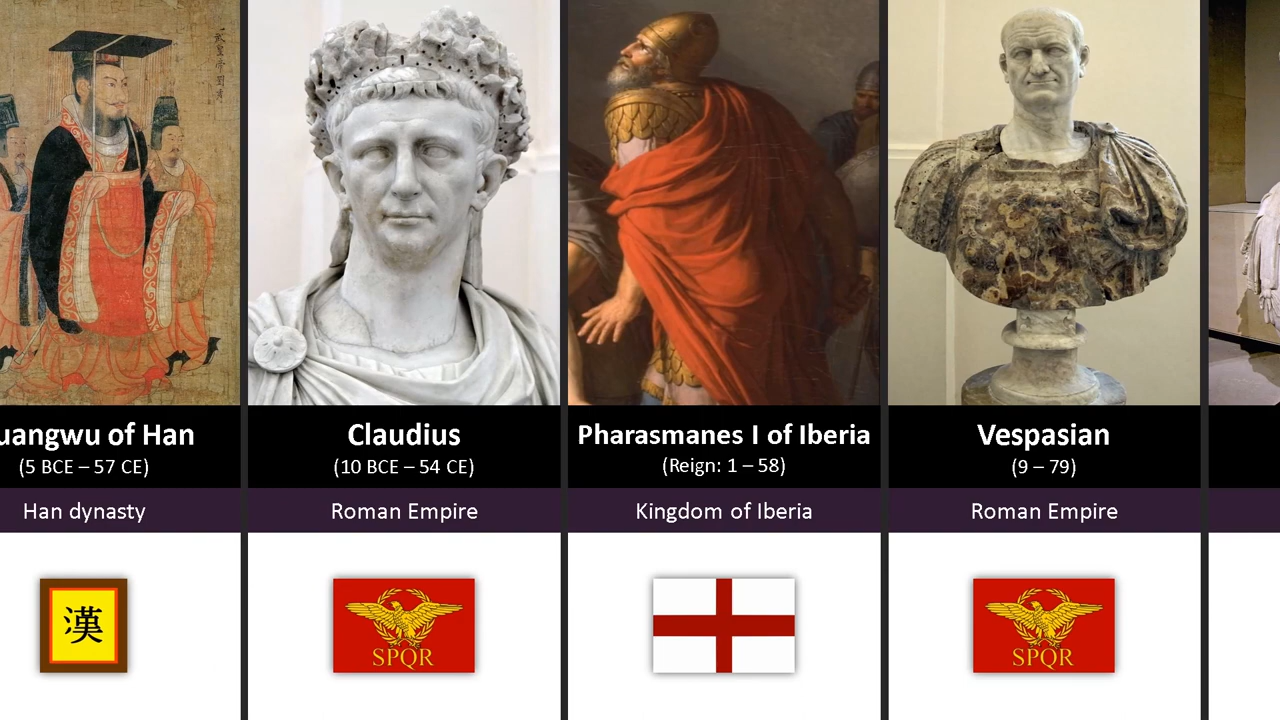 uangwu of Han
(5 BCE – 57 CE)
Han dynasty
漢
Claudius
(10 BCE – 54 CE)
Roman Empire
SPQR
Pharasmanes I of Iberia
(Reign: 1 – 58)
Kingdom of Iberia
Vespasian
(9 – 79)
Roman Empire
SPQR